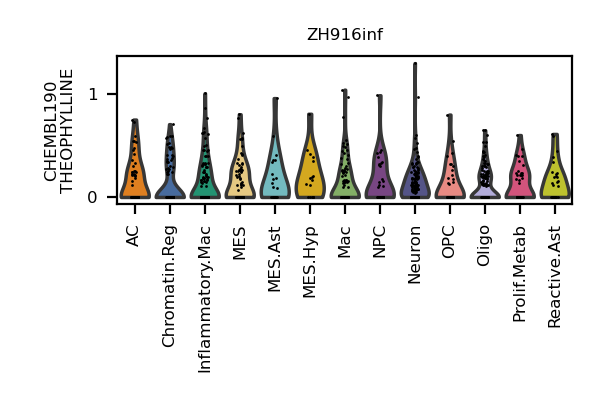 ZH916inf
CHEMBL190
THEOPHYLLINE
1
0
AC
Chromatin.Reg
Inflammatory.Mac
MES
MES.Ast
MES.Hyp
Mac
NPC
Neuron
OPC
Oligo
Prolif.Metab
Reactive.Ast